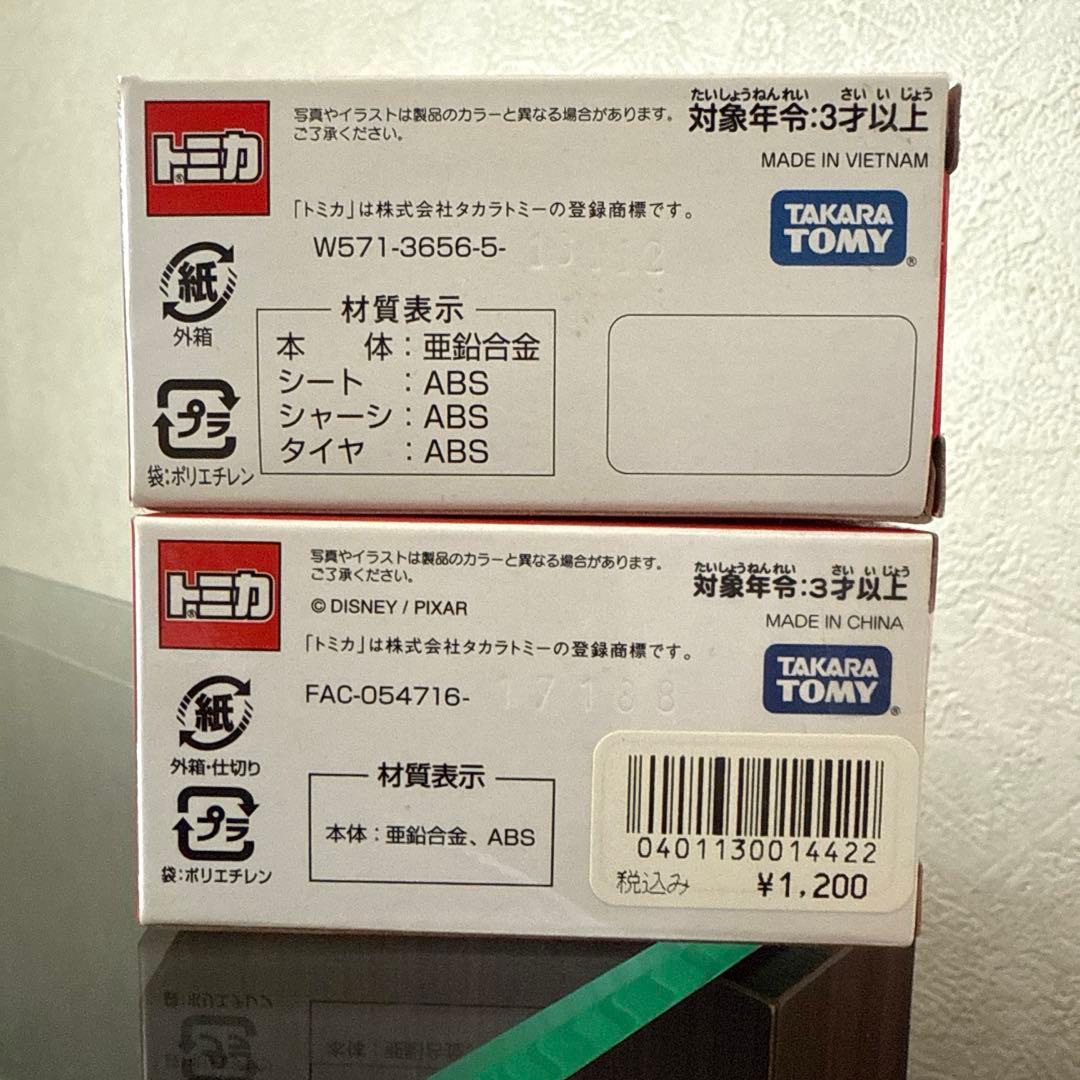 トミカ
写真やイラストは製品のカラーと異なる場合があります。
ご了承ください。
たいしょうねんれい さい い じょう
対象年令:3才以上
MADE IN VIETNAM
「トミカ」は株式会社タカラトミーの登録商標です。
TAKARA
TOMY
W571-3656-5-
紙
外箱
プラ
袋:ポリエチレン
材質表示
本 体:亜鉛合金
シート :ABS
シャーシ:ABS
タイヤ :ABS
トミカ
写真やイラストは製品のカラーと異なる場合があります。
ご了承ください。
© DISNEY / PIXAR
たいしょうねんれい さい い じょう
対象年令:3才以上
MADE IN CHINA
「トミカ」は株式会社タカラトミーの登録商標です。
TAKARA
TOMY
FAC-054716-
紙
外箱・仕切り
プラ
袋:ポリエチレン
材質表示
本体:亜鉛合金、ABS
0401130014422
税込み ¥1,200